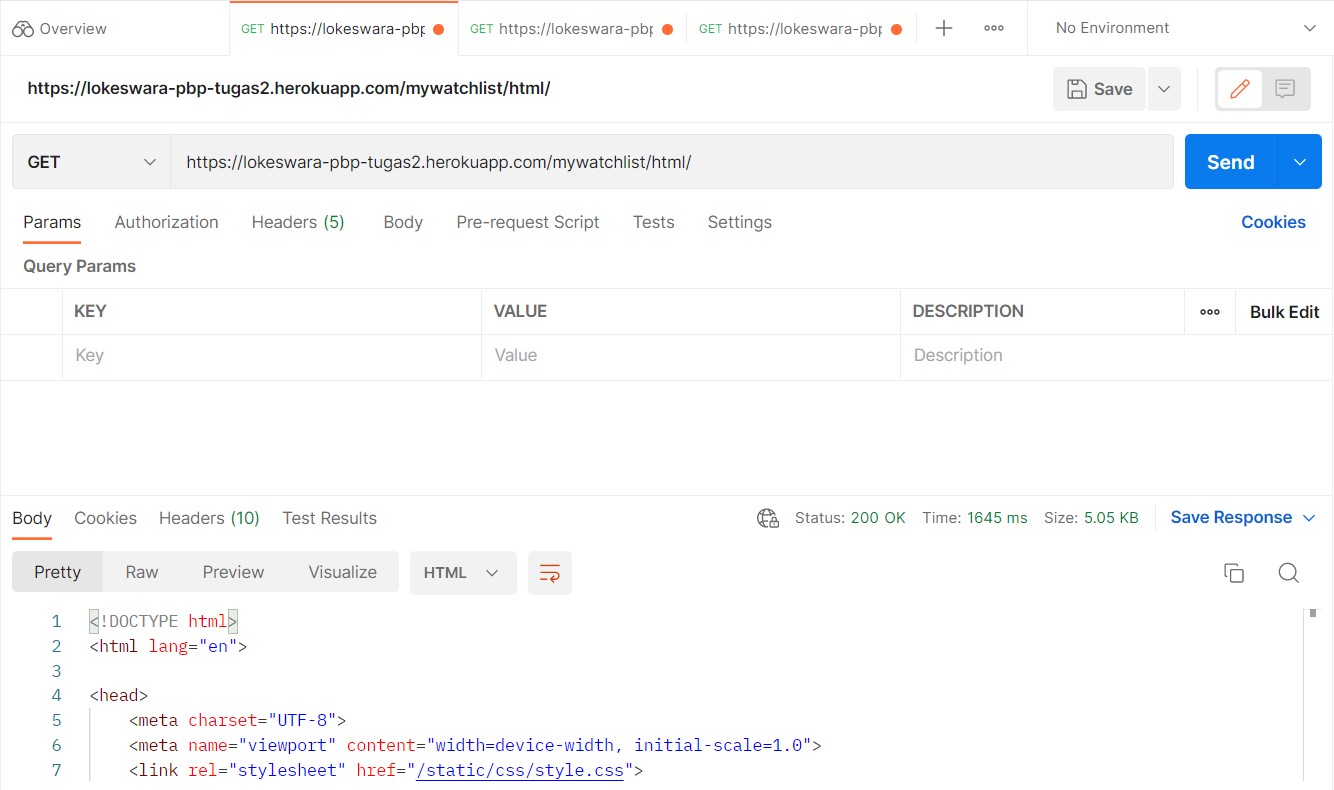 Overview GET https://lokeswara-pbp GET https://lokeswara-pbp GET https://lokeswara-pbp No Environment
https://lokeswara-pbp-tugas2.herokuapp.com/mywatchlist/html/ Save
GET https://lokeswara-pbp-tugas2.herokuapp.com/mywatchlist/html/ Send
Params Authorization Headers (5) Body Pre-request Script Tests Settings Cookies
Query Params
KEY VALUE DESCRIPTION Bulk Edit
Key Value Description
Body Cookies Headers (10) Test Results Status: 200 OK Time: 1645 ms Size: 5.05 KB Save Response
Pretty Raw Preview Visualize HTML
1 <!DOCTYPE html>
2 <html lang="en">
3
4 <head>
5 <meta charset="UTF-8">
6 <meta name="viewport" content="width=device-width, initial-scale=1.0">
7 <link rel="stylesheet" href="/static/css/style.css">